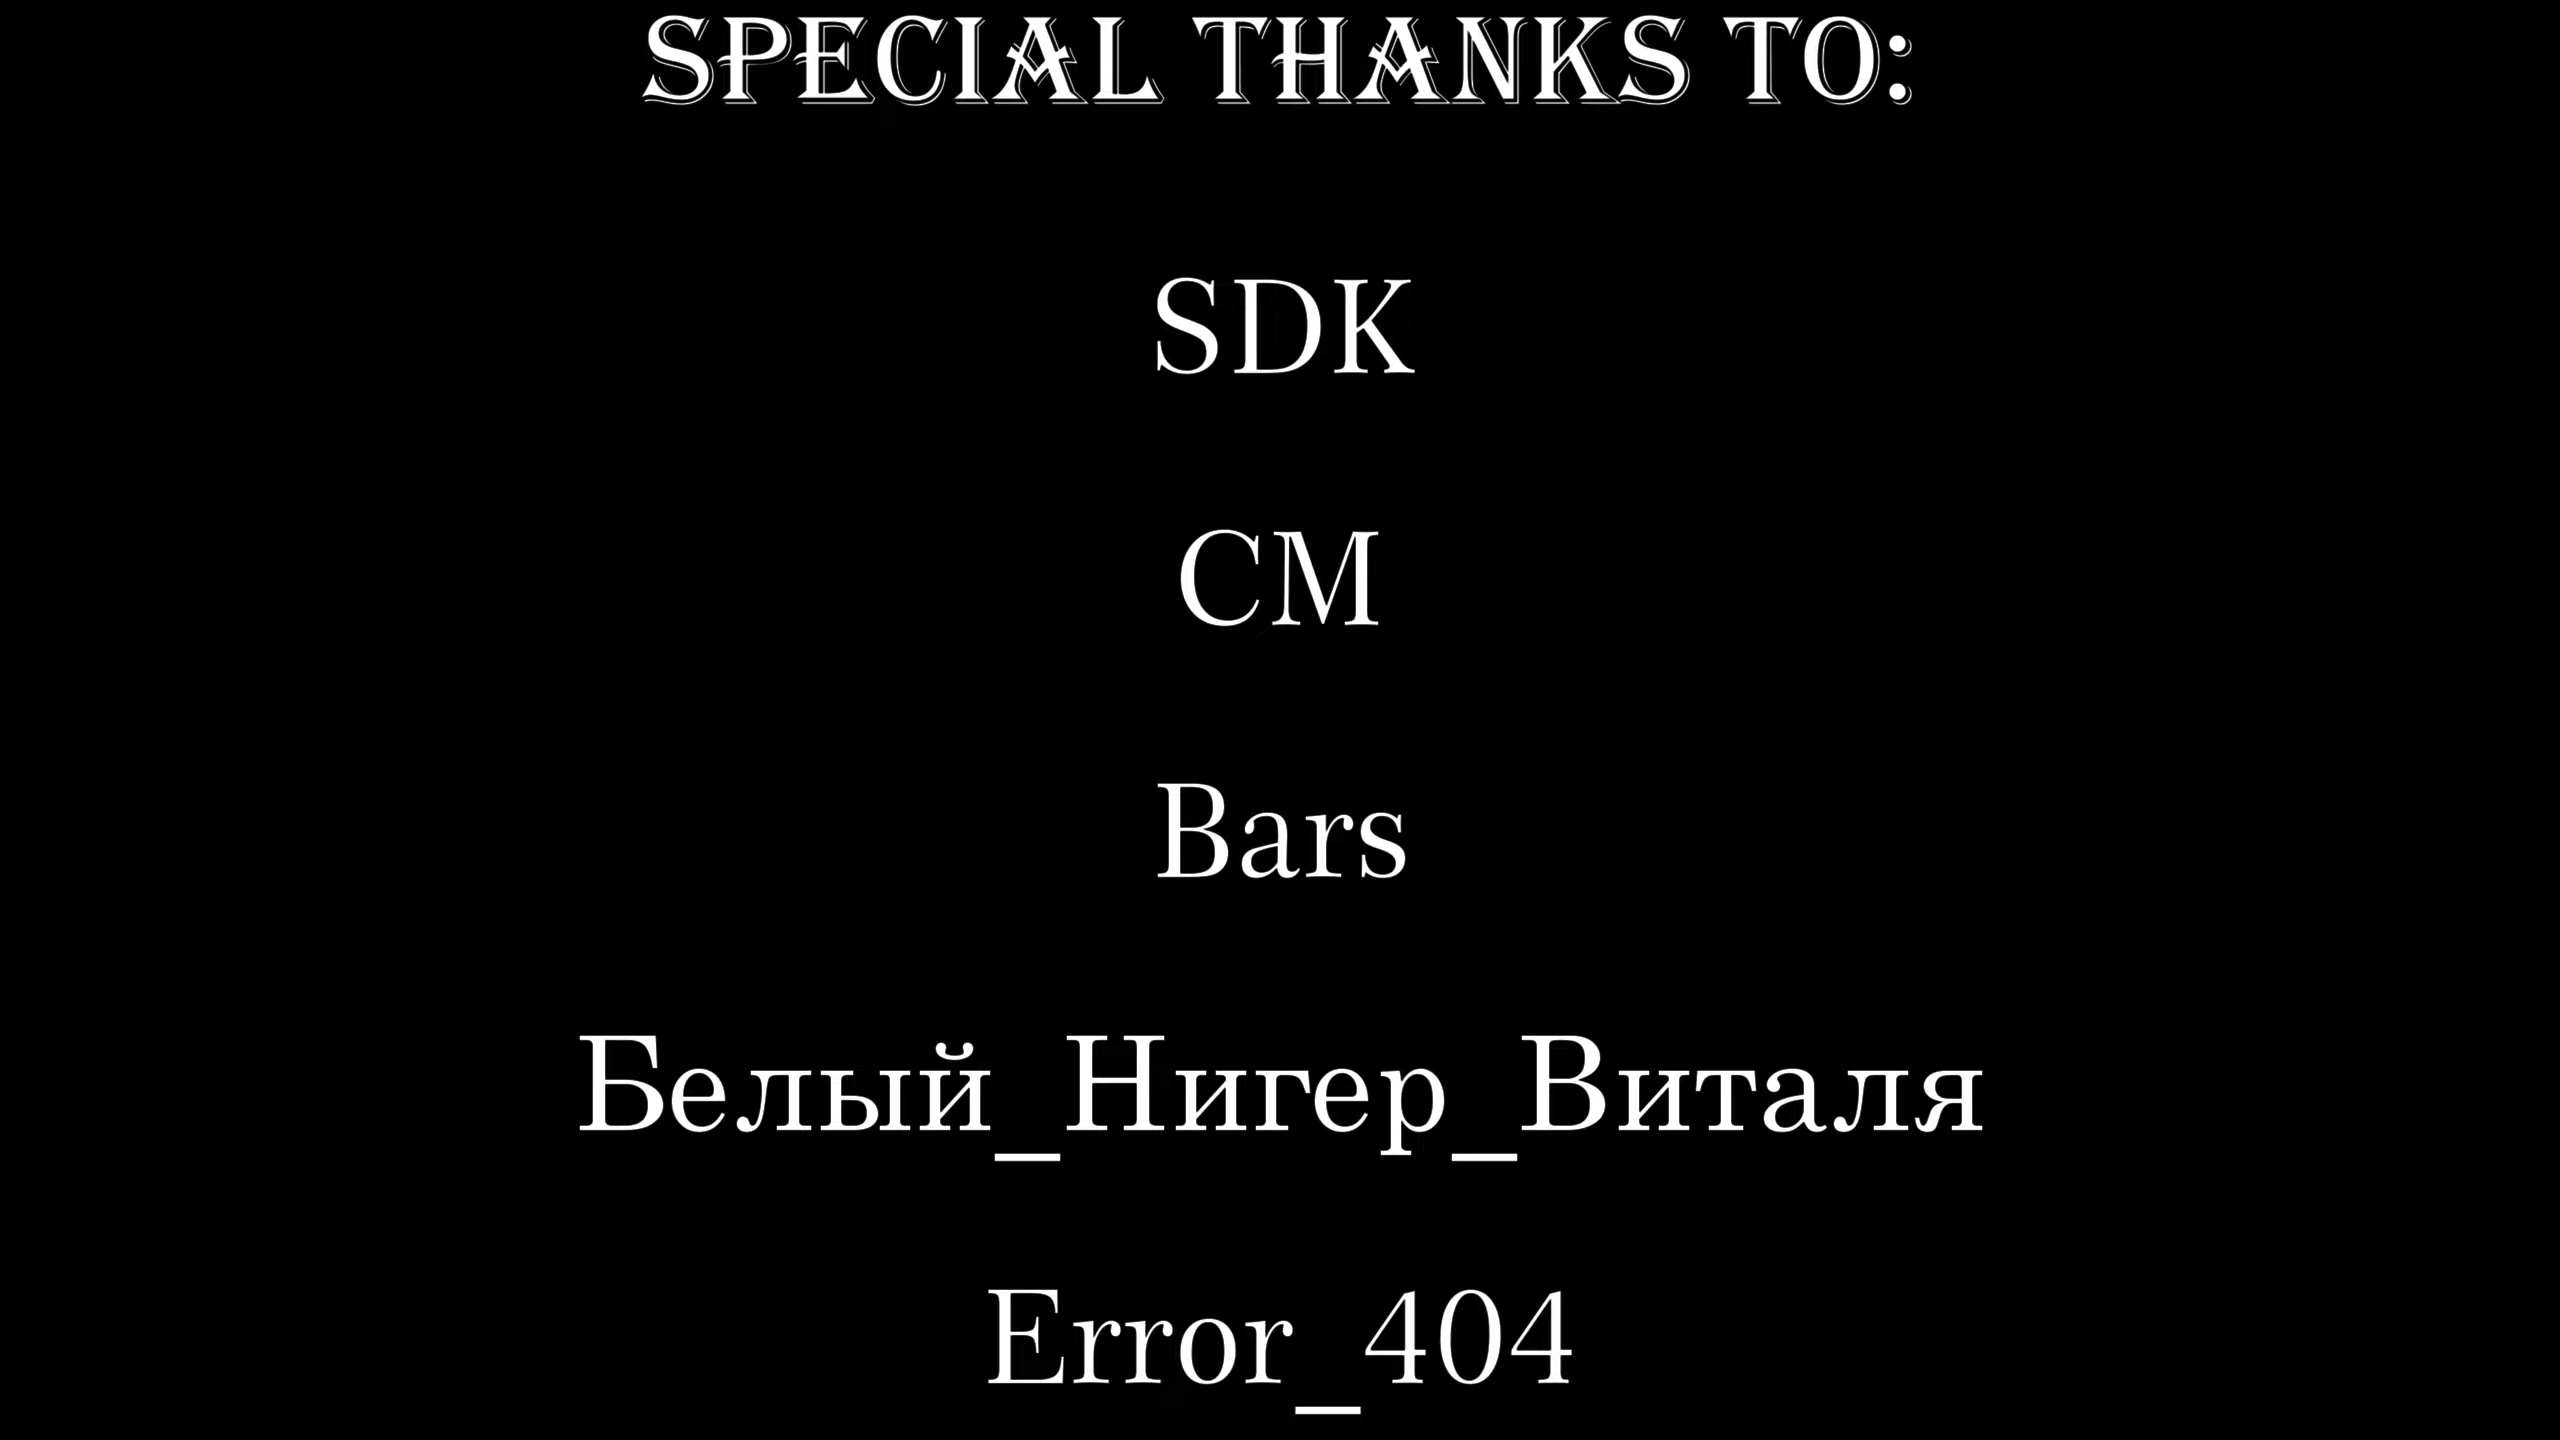 SPECIAL THANKS TO:
SDK
CM
Bars
Белый_Нигер_Виталя
Error_404